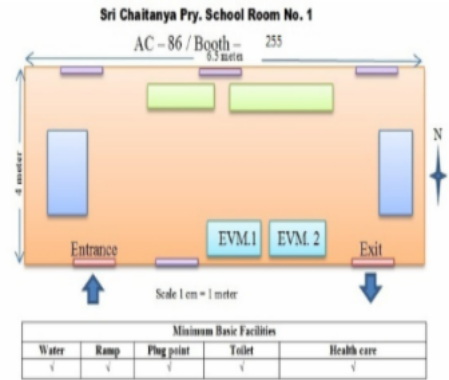 Sri Chaitanya Pry. School Room No. 1
AC – 86 / Booth – 255
6.5 meter
4 meter
N
EVM.1 EVM. 2
Entrance Exit
Scale 1 cm = 1 meter
Minimum Basic Facilities
Water Ramp Plug point Toilet Health care
√ √ √ √ √